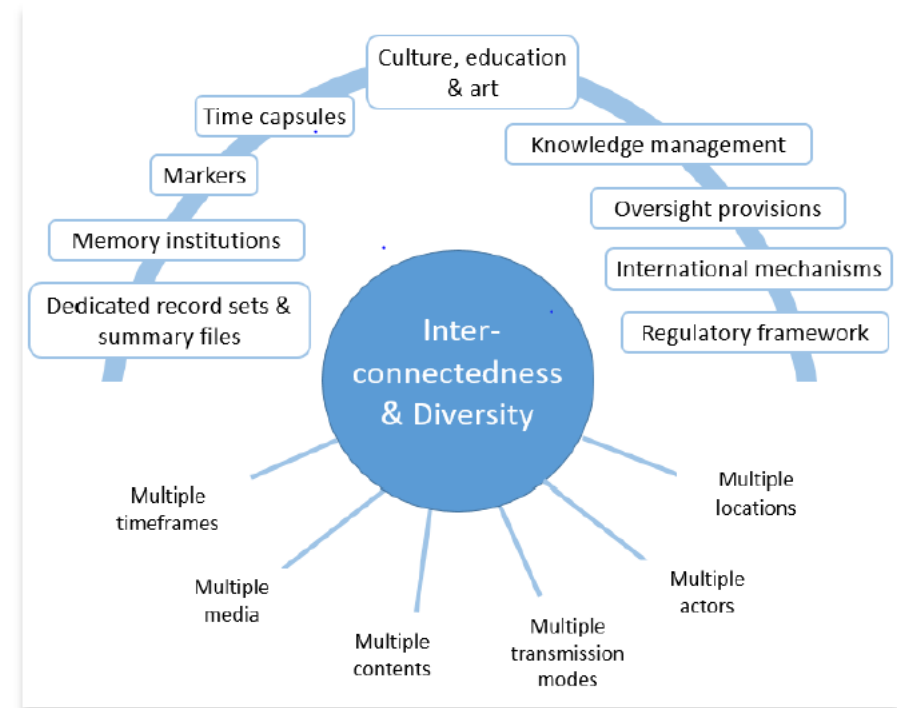 Culture, education
& art
Time capsules
Knowledge management
Markers
Oversight provisions
Memory institutions
International mechanisms
Dedicated record sets &
summary files
Regulatory framework
Inter-
connectedness
& Diversity
Multiple
timeframes
Multiple
media
Multiple
contents
Multiple
transmission
modes
Multiple
actors
Multiple
locations